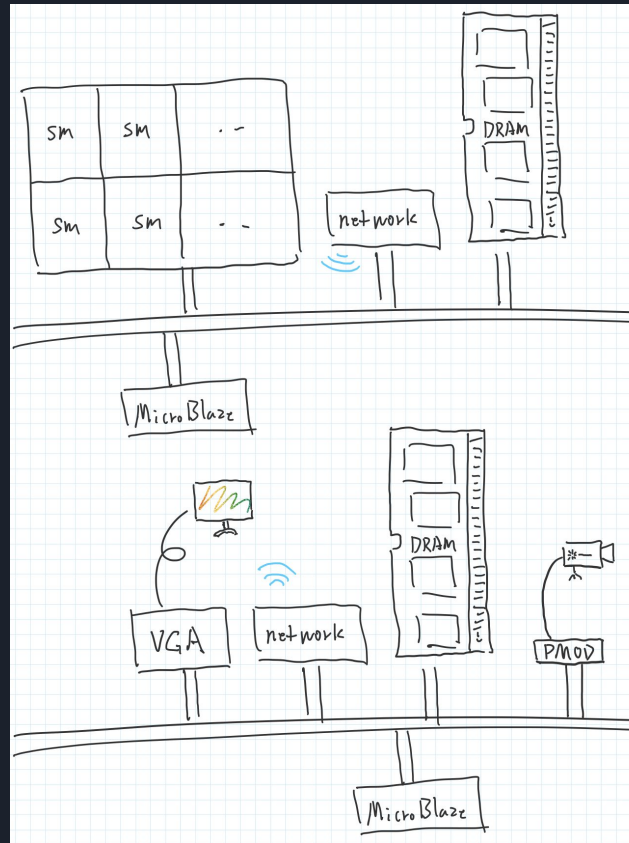 SM SM ..
SM SM ..
network
DRAM
MicroBlaze
VGA
network
DRAM
PMOD
MicroBlaze